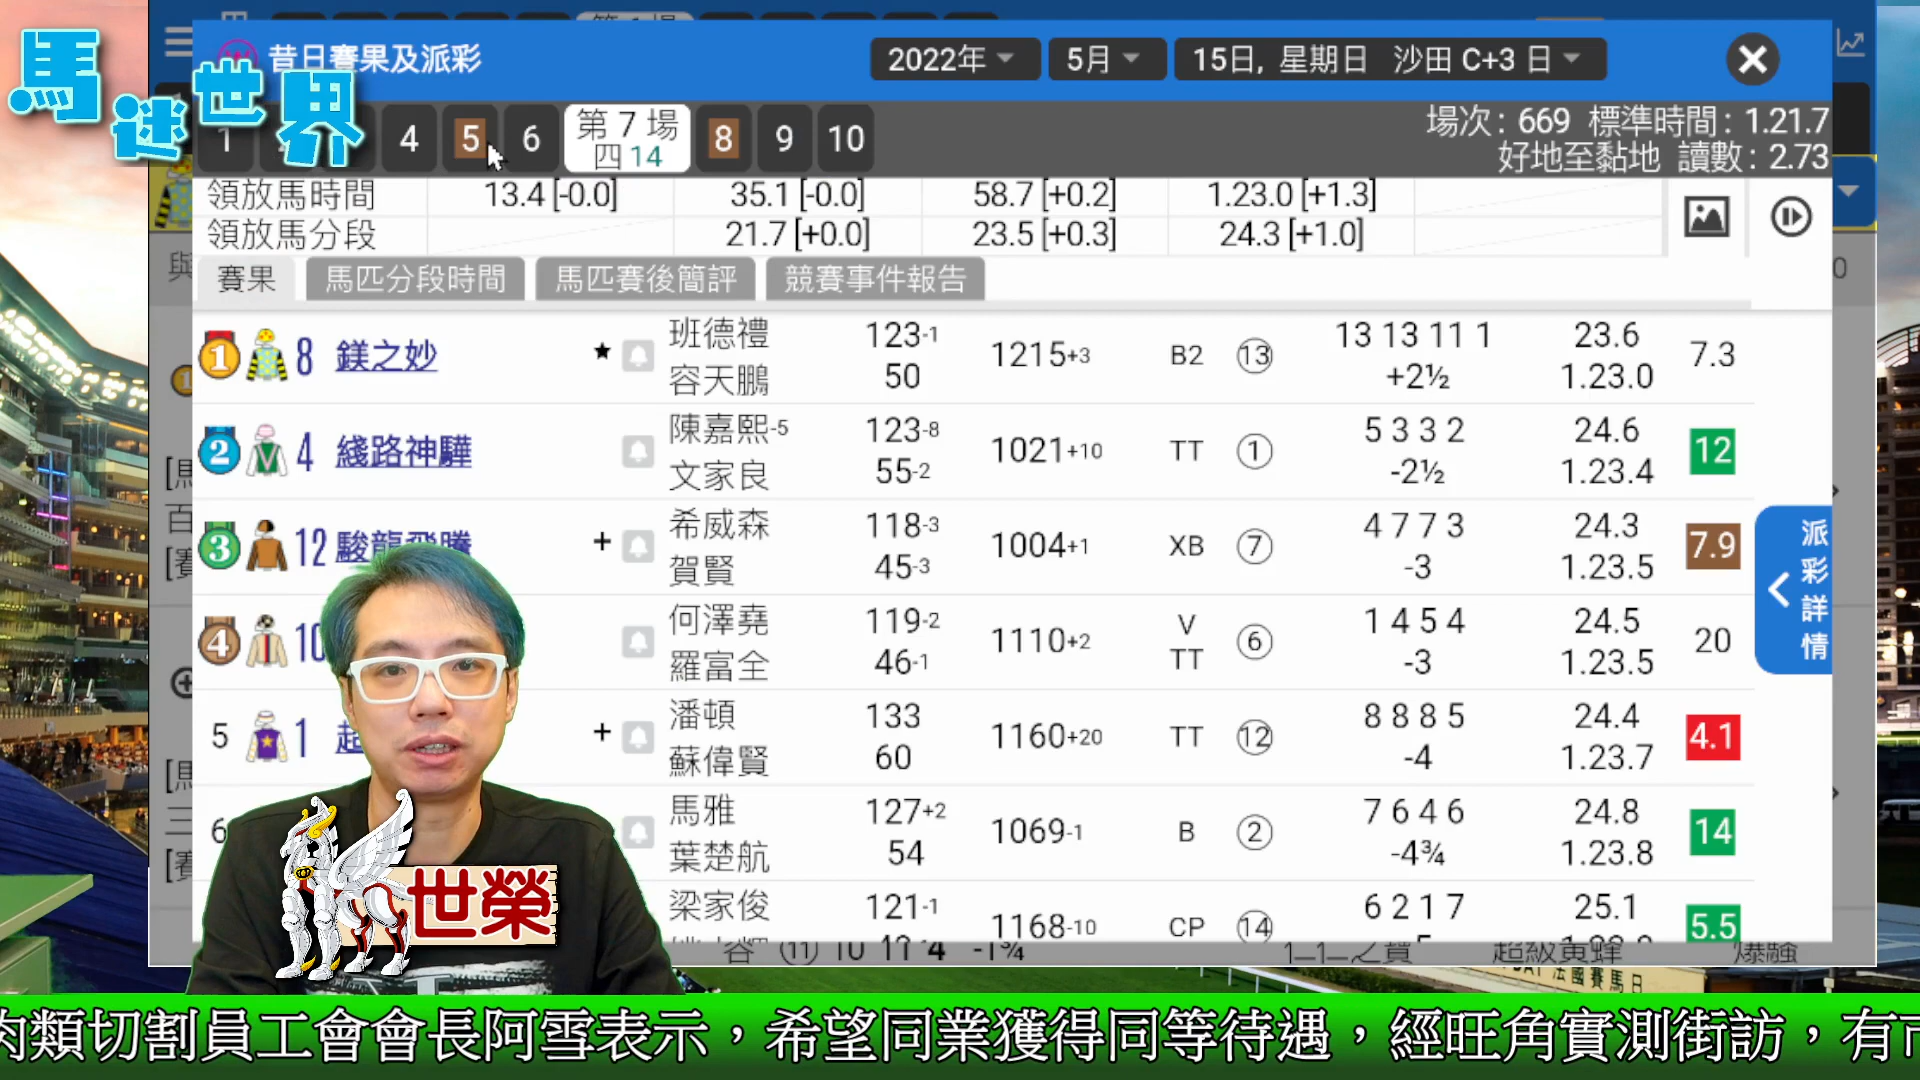 馬迷世界
昔日賽果及派彩
2022年 5月 15日, 星期日 沙田 C+3 日
1 4 5 6 第 7 場 8 9 10
四 14
場次: 669 標準時間: 1.21.7
好地至黏地 讀數: 2.73
領放馬時間 13.4 [-0.0] 35.1 [-0.0] 58.7 [+0.2] 1.23.0 [+1.3]
領放馬分段 21.7 [+0.0] 23.5 [+0.3] 24.3 [+1.0]
賽果 馬匹分段時間 馬匹賽後簡評 競賽事件報告
1 8 鎂之妙 ★ 班德禮 123-1 1215+3 B2 13 13 13 11 1 23.6 7.3
容天鵬 50 +2½ 1.23.0
2 4 綫路神驊 陳嘉熙-5 123-8 1021+10 TT 1 5 3 3 2 24.6 12
文家良 55-2 -2½ 1.23.4
3 12 駿龍飛騰 + 希威森 118-3 1004+1 XB 7 4 7 7 3 24.3 7.9
賀賢 45-3 -3 1.23.5
4 10 何澤堯 119-2 1110+2 V 6 1 4 5 4 24.5 20
羅富全 46-1 TT -3 1.23.5
5 1 超 + 潘頓 133 1160+20 TT 12 8 8 8 5 24.4 4.1
蘇偉賢 60 -4 1.23.7
6 馬雅 127+2 1069-1 B 2 7 6 4 6 24.8 14
葉楚航 54 -4¾ 1.23.8
梁家俊 121-1 1168-10 CP 14 6 2 1 7 25.1 5.5
派彩詳情
世榮
肉類切割員工會會長阿雪表示，希望同業獲得同等待遇，經旺角實測街訪，有市